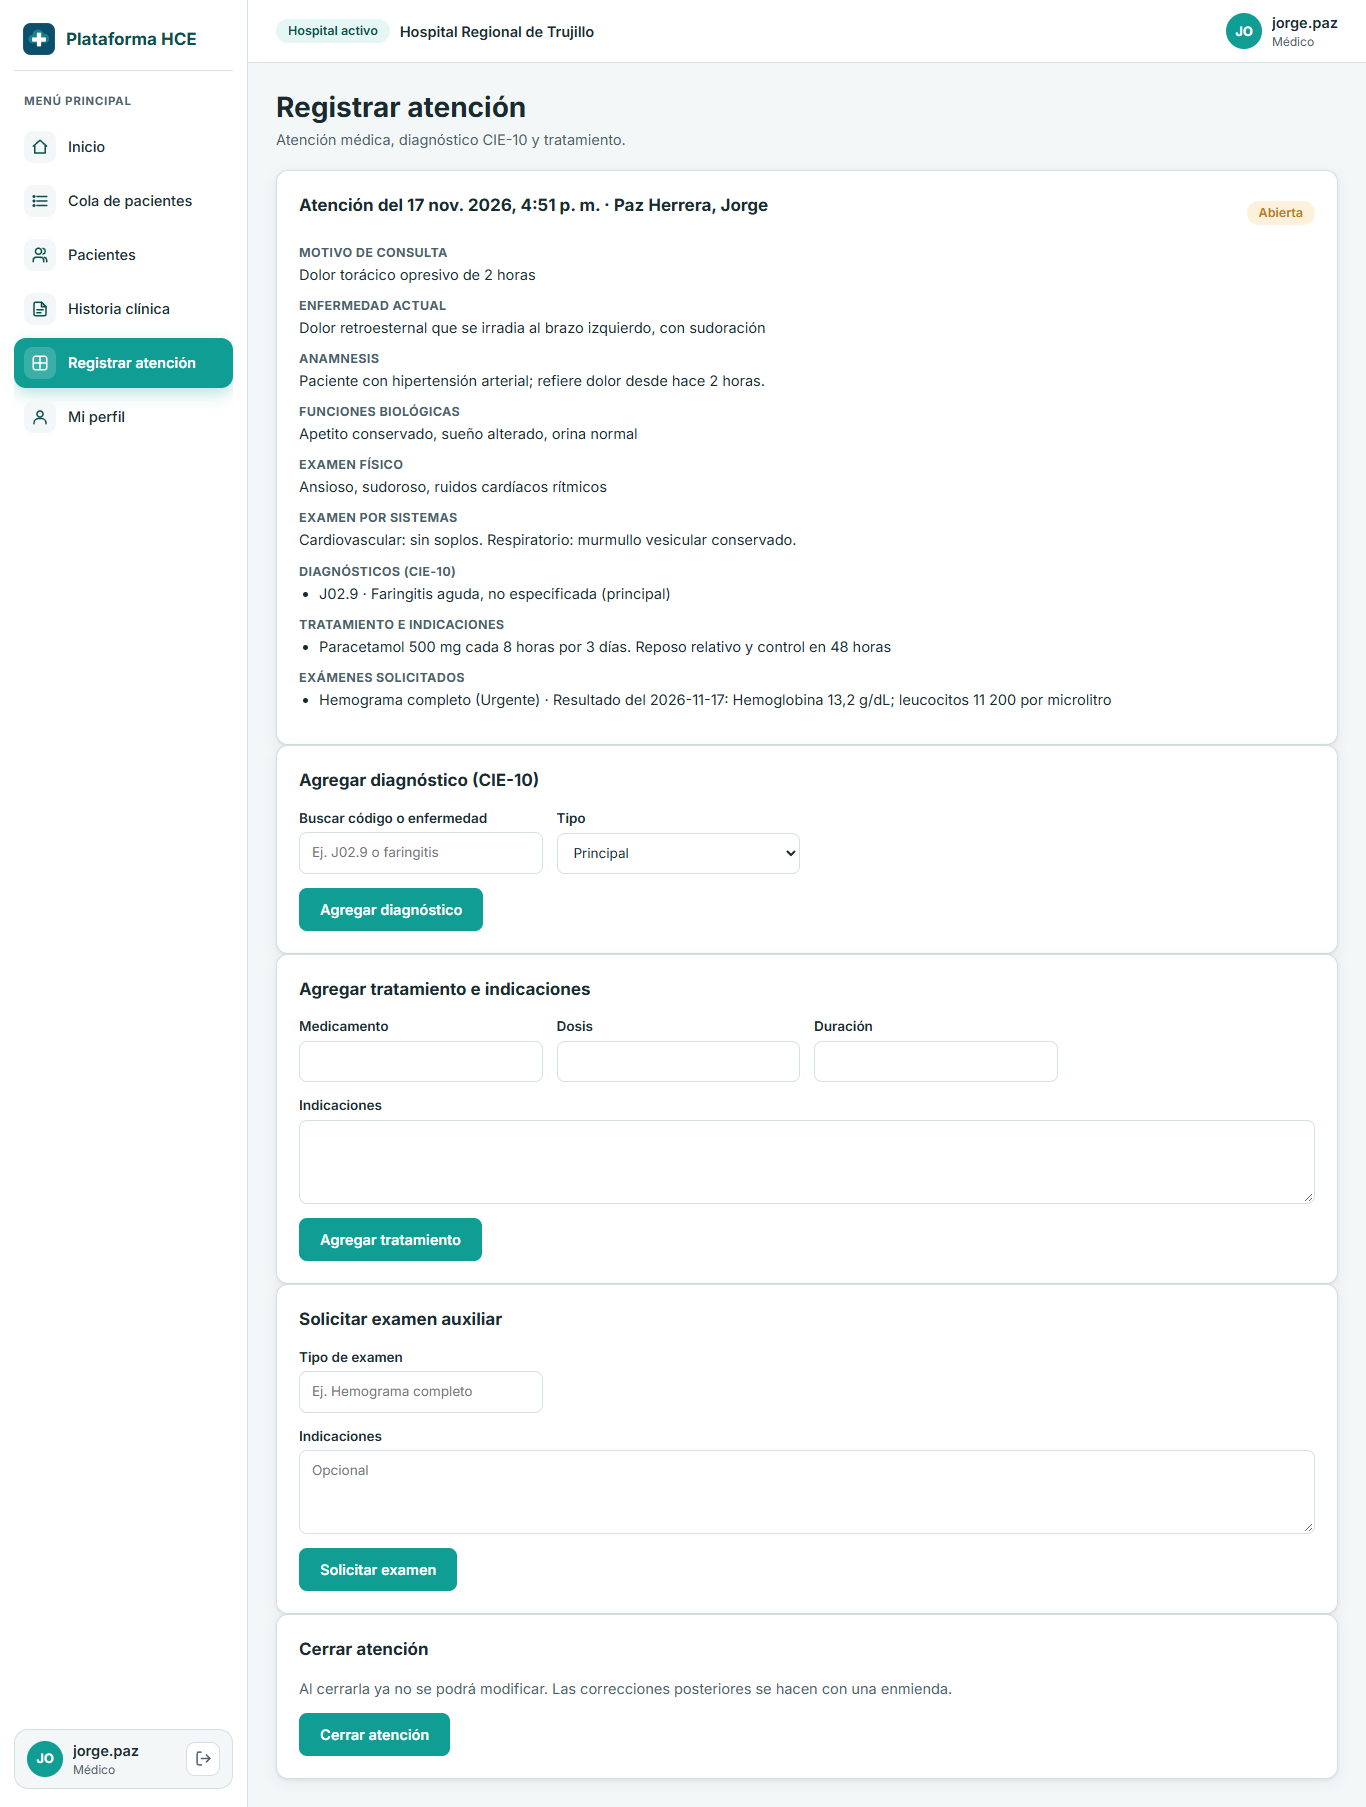 Plataforma HCE
MENÚ PRINCIPAL
Inicio
Cola de pacientes
Pacientes
Historia clínica
Registrar atención
Mi perfil
JO
jorge.paz
Médico
Hospital activo
Hospital Regional de Trujillo
JO
jorge.paz
Médico
Registrar atención
Atención médica, diagnóstico CIE-10 y tratamiento.
Atención del 17 nov. 2026, 4:51 p. m. · Paz Herrera, Jorge
Abierta
MOTIVO DE CONSULTA
Dolor torácico opresivo de 2 horas
ENFERMEDAD ACTUAL
Dolor retroesternal que se irradia al brazo izquierdo, con sudoración
ANAMNESIS
Paciente con hipertensión arterial; refiere dolor desde hace 2 horas.
FUNCIONES BIOLÓGICAS
Apetito conservado, sueño alterado, orina normal
EXAMEN FÍSICO
Ansioso, sudoroso, ruidos cardíacos rítmicos
EXAMEN POR SISTEMAS
Cardiovascular: sin soplos. Respiratorio: murmullo vesicular conservado.
DIAGNÓSTICOS (CIE-10)
• J02.9 · Faringitis aguda, no especificada (principal)
TRATAMIENTO E INDICACIONES
• Paracetamol 500 mg cada 8 horas por 3 días. Reposo relativo y control en 48 horas
EXÁMENES SOLICITADOS
• Hemograma completo (Urgente) · Resultado del 2026-11-17: Hemoglobina 13,2 g/dL; leucocitos 11 200 por microlitro
Agregar diagnóstico (CIE-10)
Buscar código o enfermedad
Tipo
Ej. J02.9 o faringitis
Principal
Agregar diagnóstico
Agregar tratamiento e indicaciones
Medicamento
Dosis
Duración
Indicaciones
Agregar tratamiento
Solicitar examen auxiliar
Tipo de examen
Ej. Hemograma completo
Indicaciones
Opcional
Solicitar examen
Cerrar atención
Al cerrarla ya no se podrá modificar. Las correcciones posteriores se hacen con una enmienda.
Cerrar atención